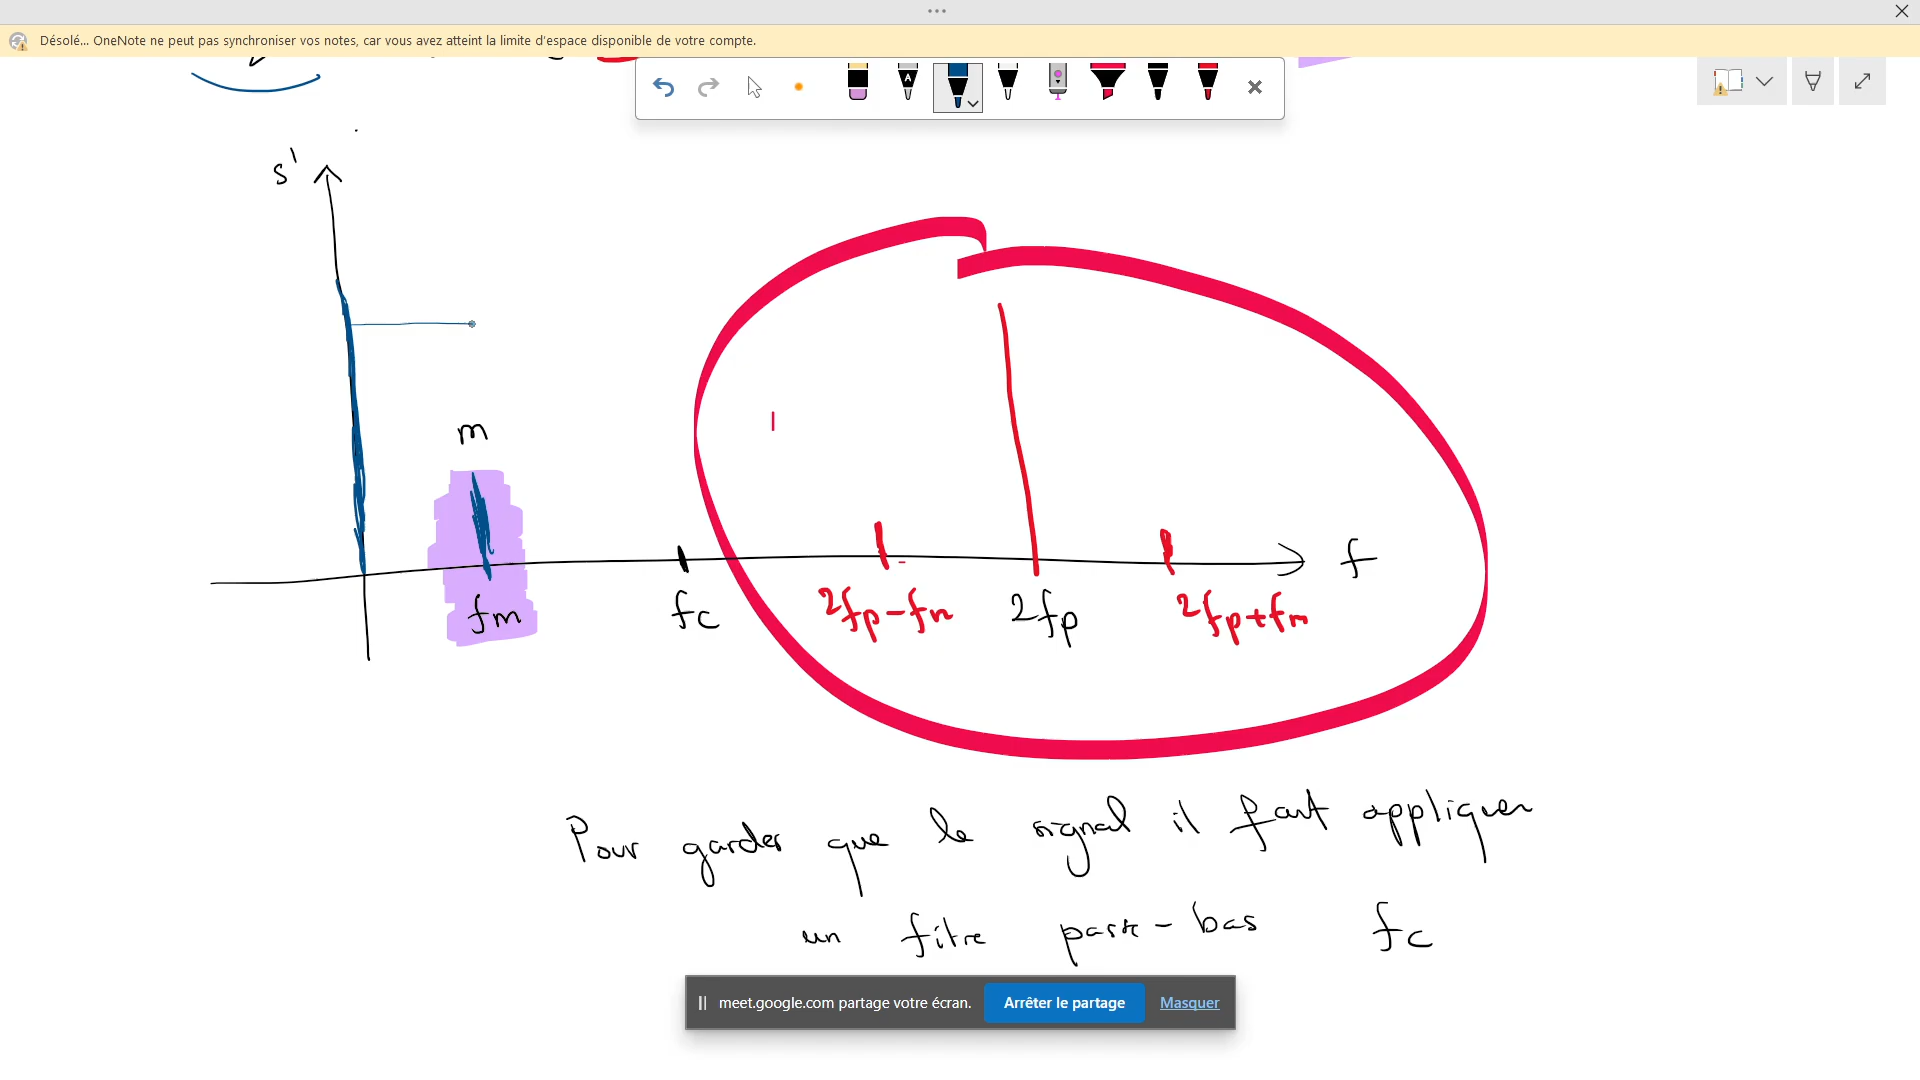 Désolé... OneNote ne peut pas synchroniser vos notes, car vous avez atteint la limite d'espace disponible de votre compte.
A
s'
m
fm
fc
2fp-fm
2fp
2fp+fm
f
Pour garder que le signal il faut appliquer
un filtre passe-bas fc
meet.google.com partage votre écran. Arrêter le partage Masquer